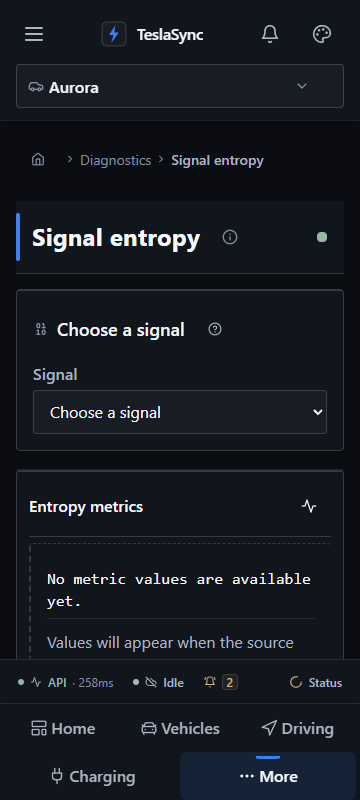 TeslaSync
Aurora
Diagnostics
Signal entropy
Signal entropy
Choose a signal
Signal
Choose a signal
Entropy metrics
No metric values are available
yet.
Values will appear when the source
API · 258ms
Idle
2
Status
Home
Vehicles
Driving
Charging
More